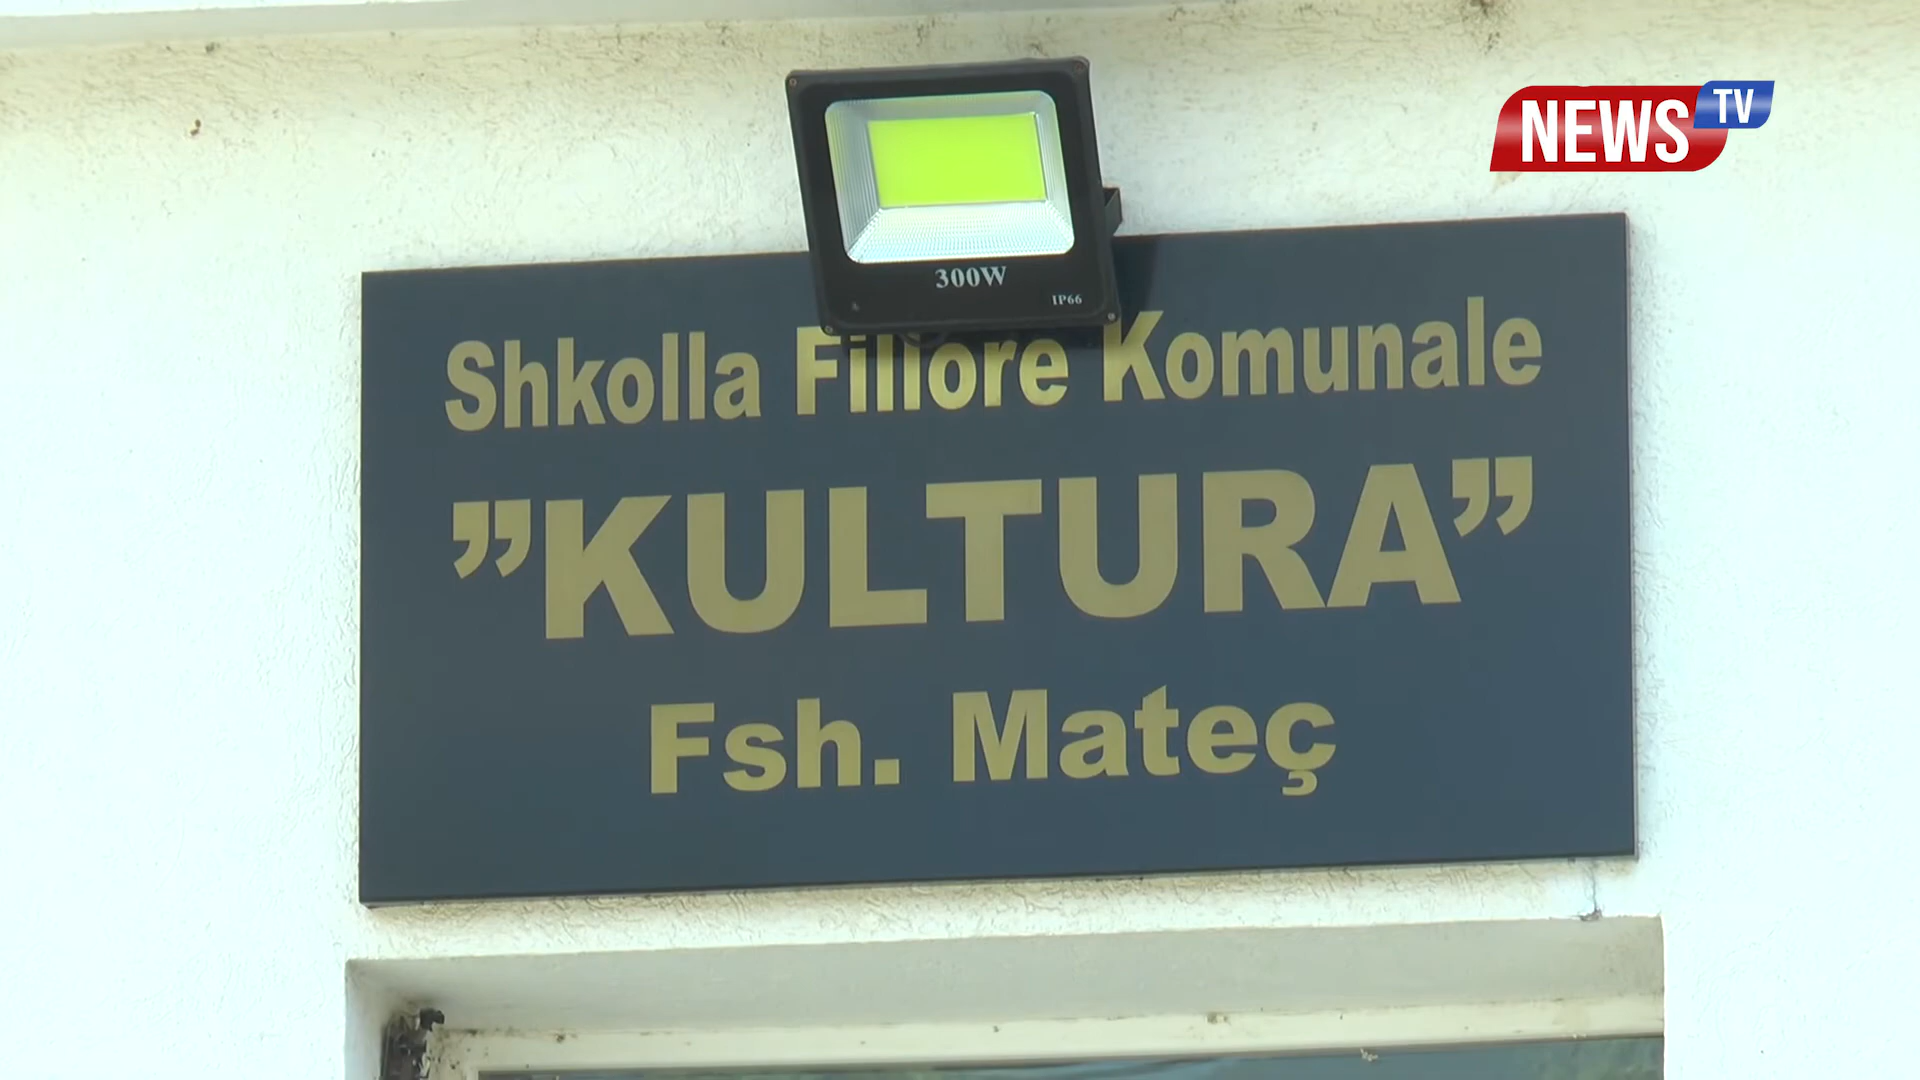 NEWS TV
300W
IP66
Shkolla Fillore Komunale
”KULTURA”
Fsh. Mateç